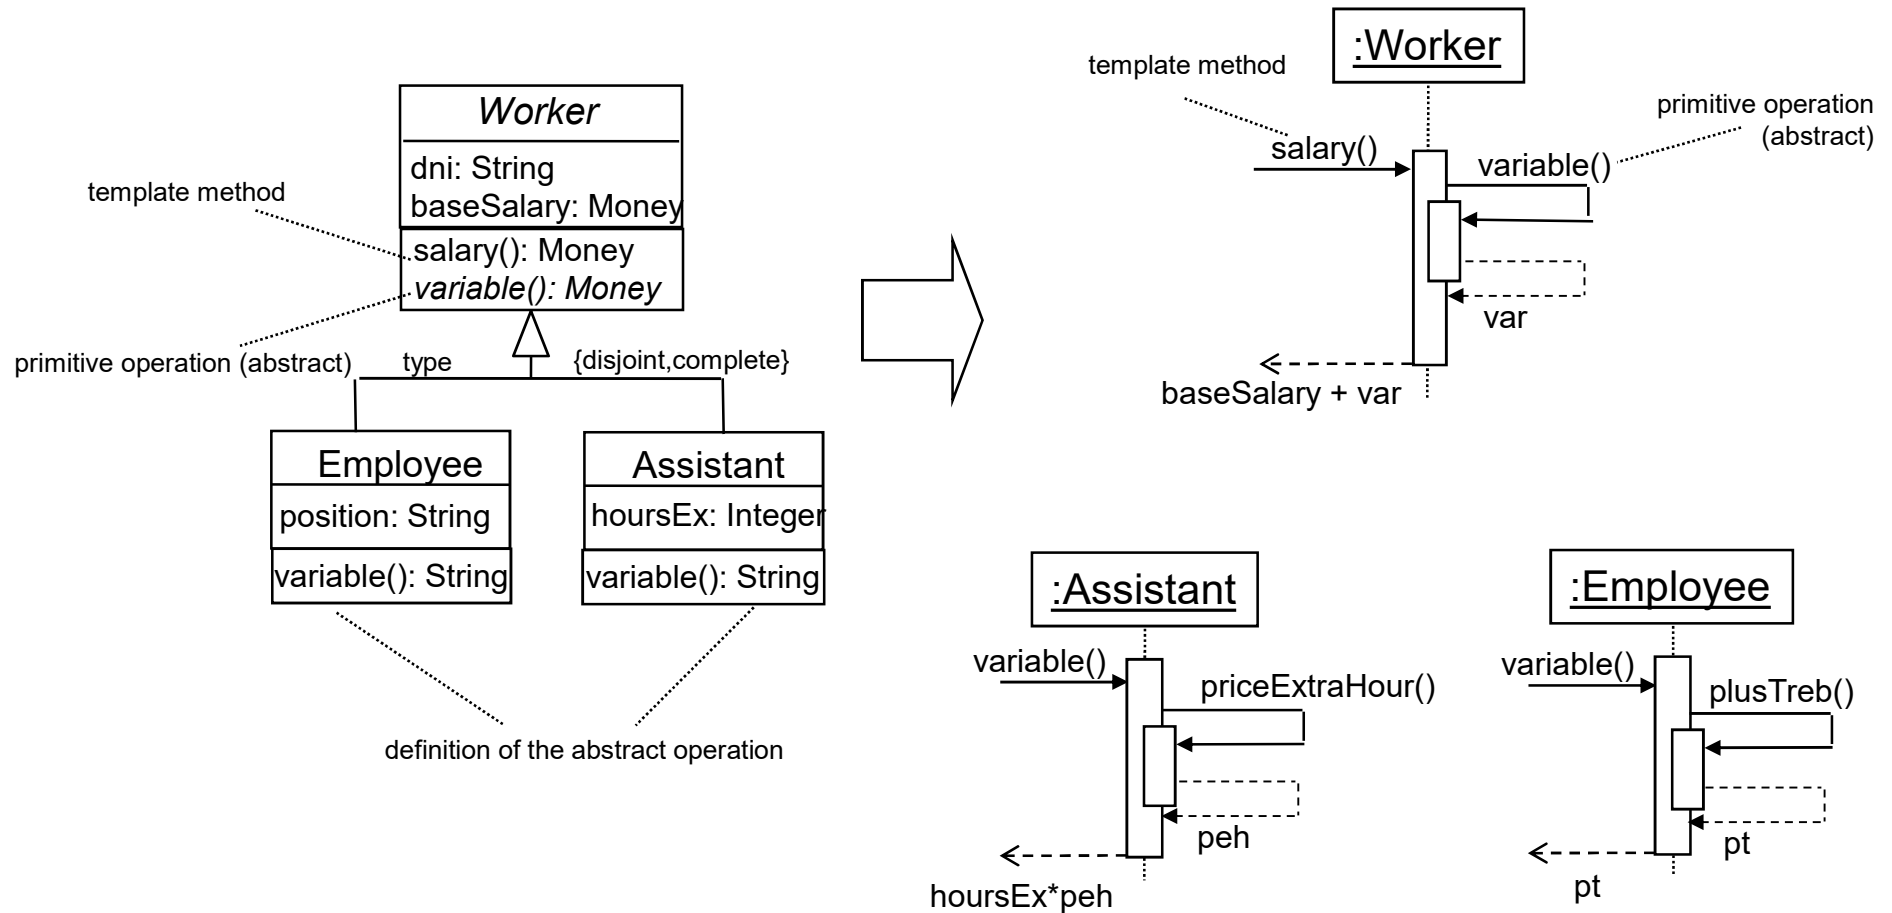 Worker
dni: String
baseSalary: Money
template method
salary(): Money
variable(): Money
primitive operation (abstract)
type
{disjoint,complete}
Employee
position: String
variable(): String
Assistant
hoursEx: Integer
variable(): String
definition of the abstract operation
:Worker
template method
primitive operation
(abstract)
salary()
variable()
var
baseSalary + var
:Assistant
variable()
priceExtraHour()
peh
hoursEx*peh
:Employee
variable()
plusTreb()
pt
pt